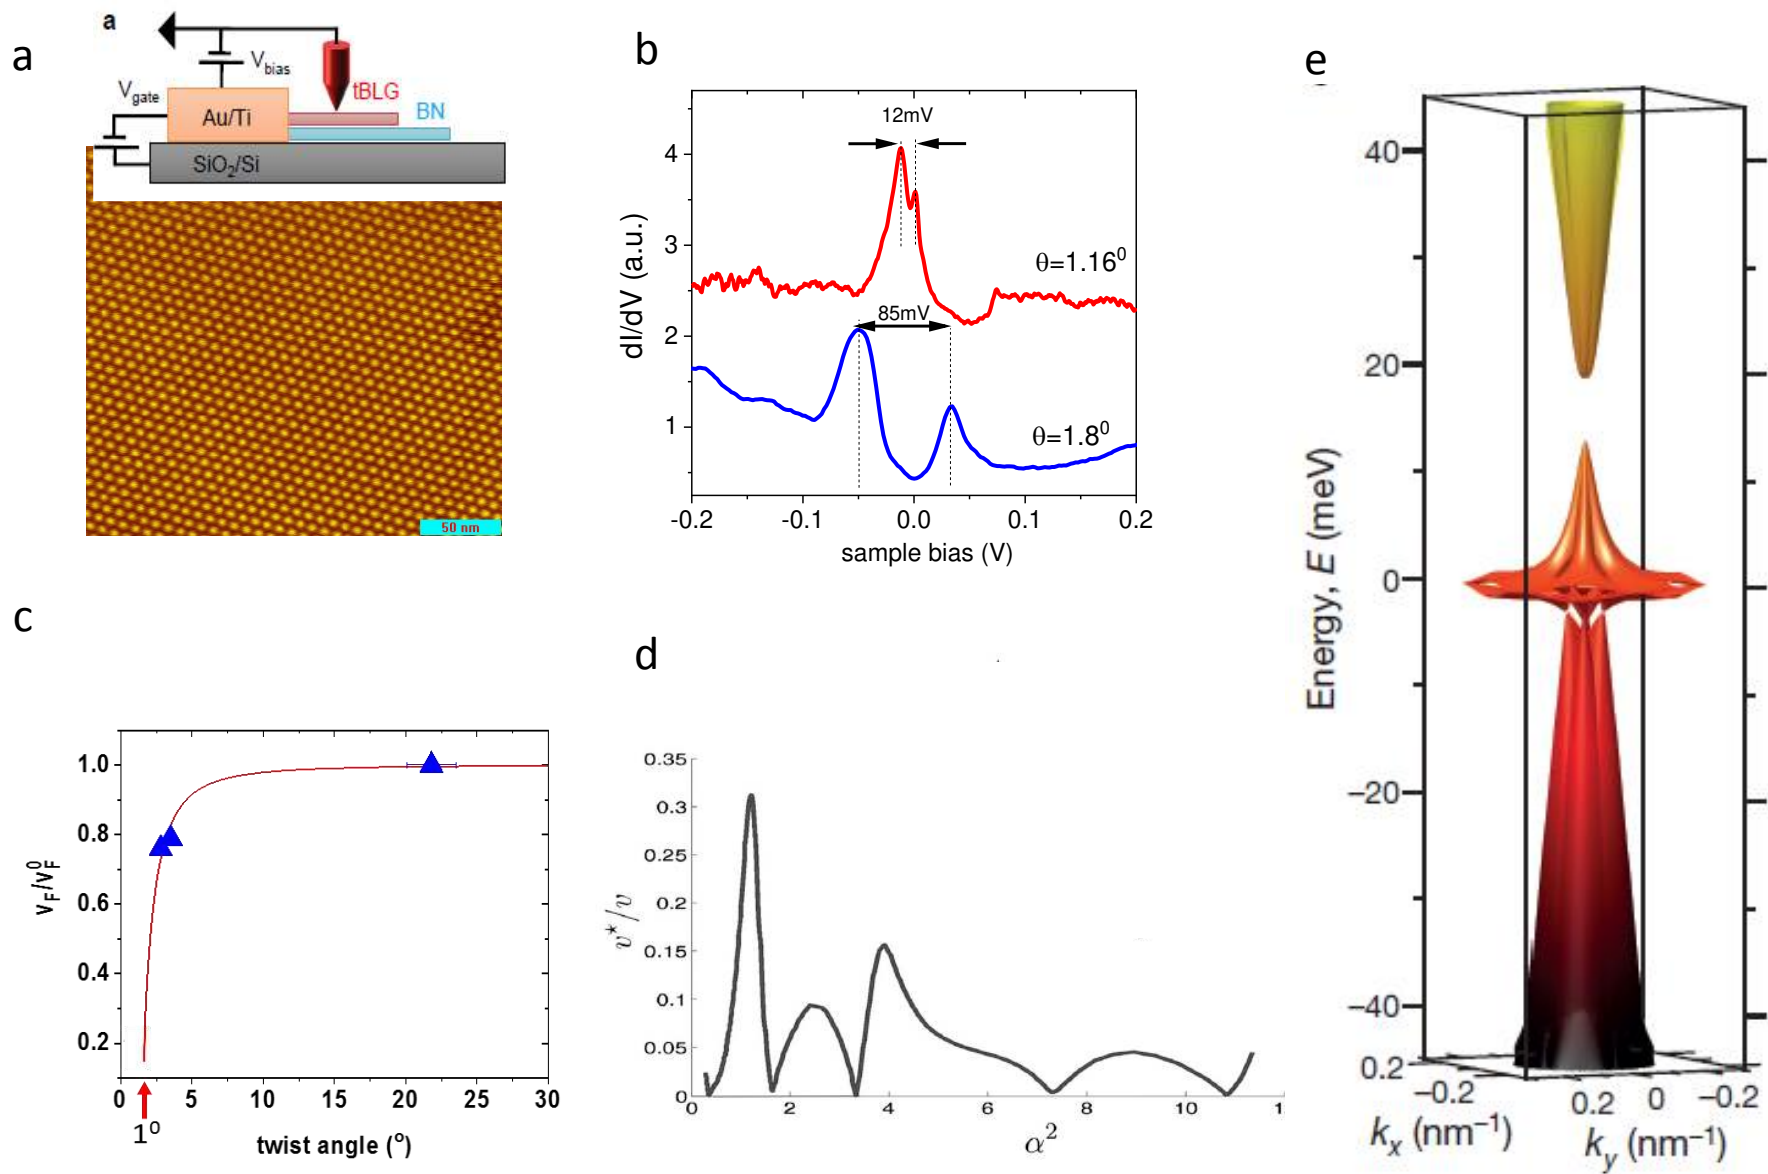 a
a
V_bias
V_gate
tBLG
Au/Ti
BN
SiO₂/Si
50 nm
b
12mV
4
3
θ=1.16⁰
85mV
2
θ=1.8⁰
1
dI/dV (a.u.)
-0.2 -0.1 0.0 0.1 0.2
sample bias (V)
c
1.0
0.8
0.6
0.4
0.2
v_F/v_F⁰
0 5 10 15 20 25 30
1⁰
twist angle (⁰)
d
0.35
0.3
0.25
0.2
0.15
0.1
0.05
0
v*/v
2 4 6 8 10 1
α²
e
40
20
0
−20
−40
Energy, E (meV)
0.2 −0.2 0.2 0 −0.2
kₓ (nm⁻¹) k_y (nm⁻¹)